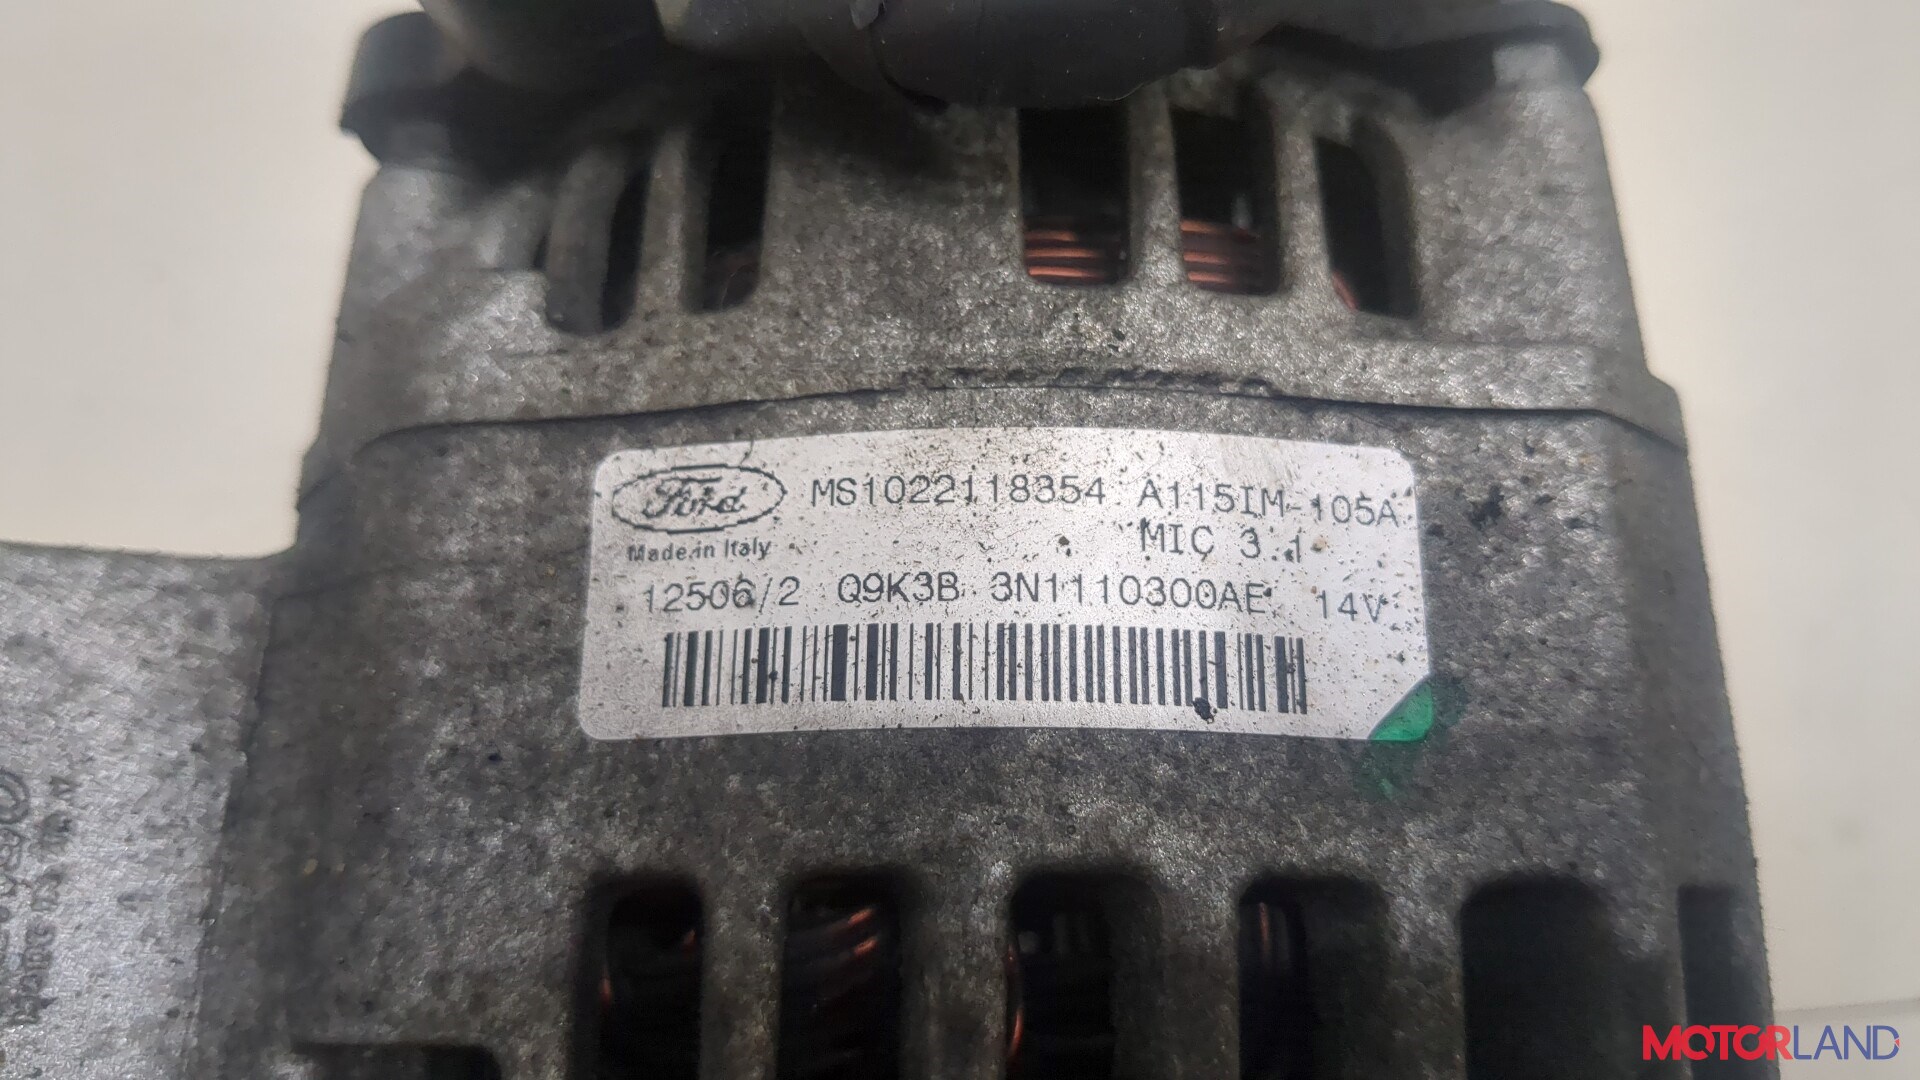 Ford MS1022118354 A115IM-105A
Made in Italy MIC 3.1
12506/2 Q9K3B 3N1110300AE 14V
MOTORLAND